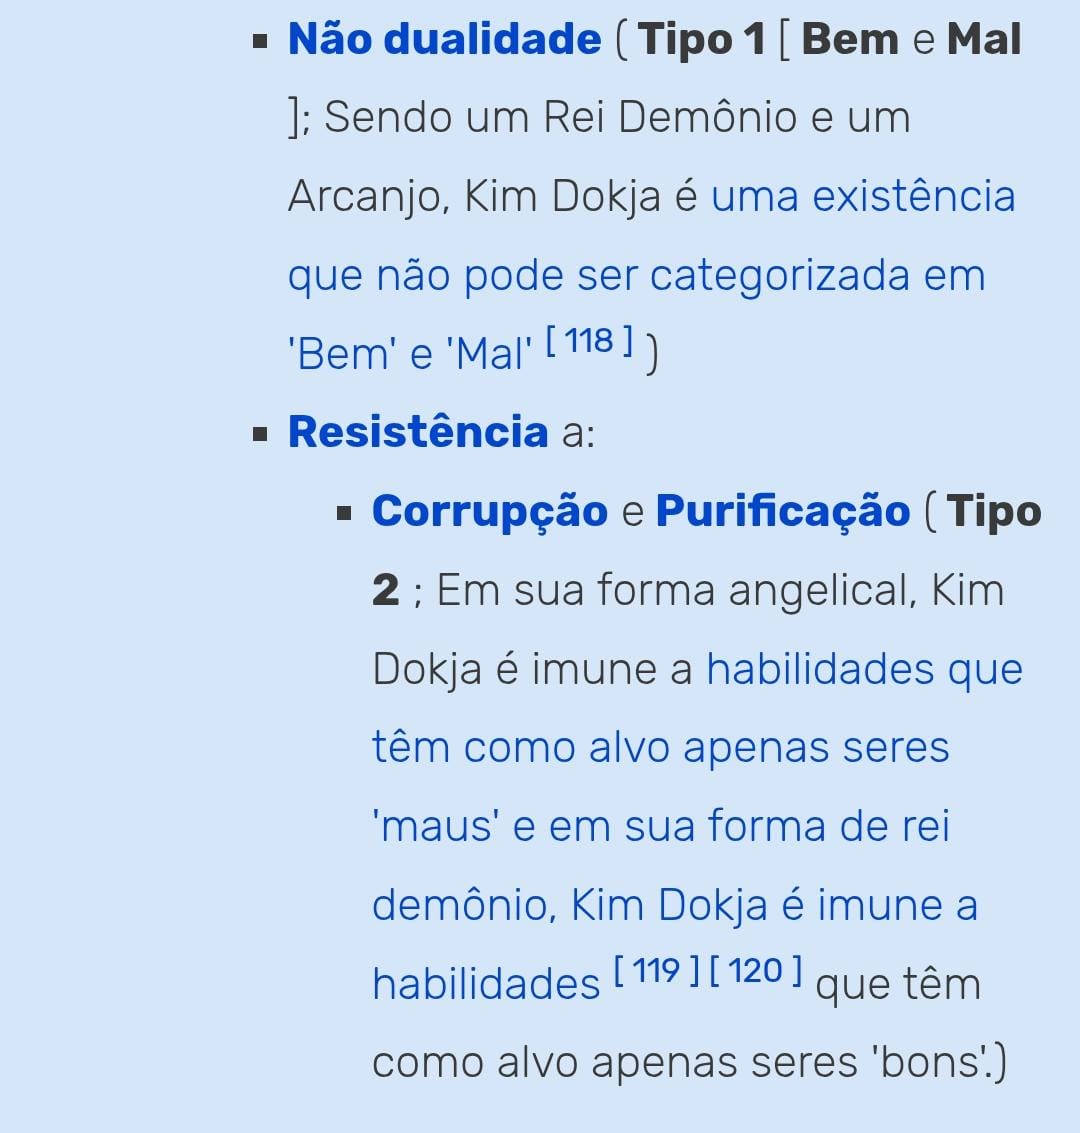 ▪ Não dualidade ( Tipo 1 [ Bem e Mal
]; Sendo um Rei Demônio e um
Arcanjo, Kim Dokja é uma existência
que não pode ser categorizada em
'Bem' e 'Mal' [ 118 ] )
▪ Resistência a:
▪ Corrupção e Purificação ( Tipo
2 ; Em sua forma angelical, Kim
Dokja é imune a habilidades que
têm como alvo apenas seres
'maus' e em sua forma de rei
demônio, Kim Dokja é imune a
habilidades [ 119 ] [ 120 ] que têm
como alvo apenas seres 'bons'.)